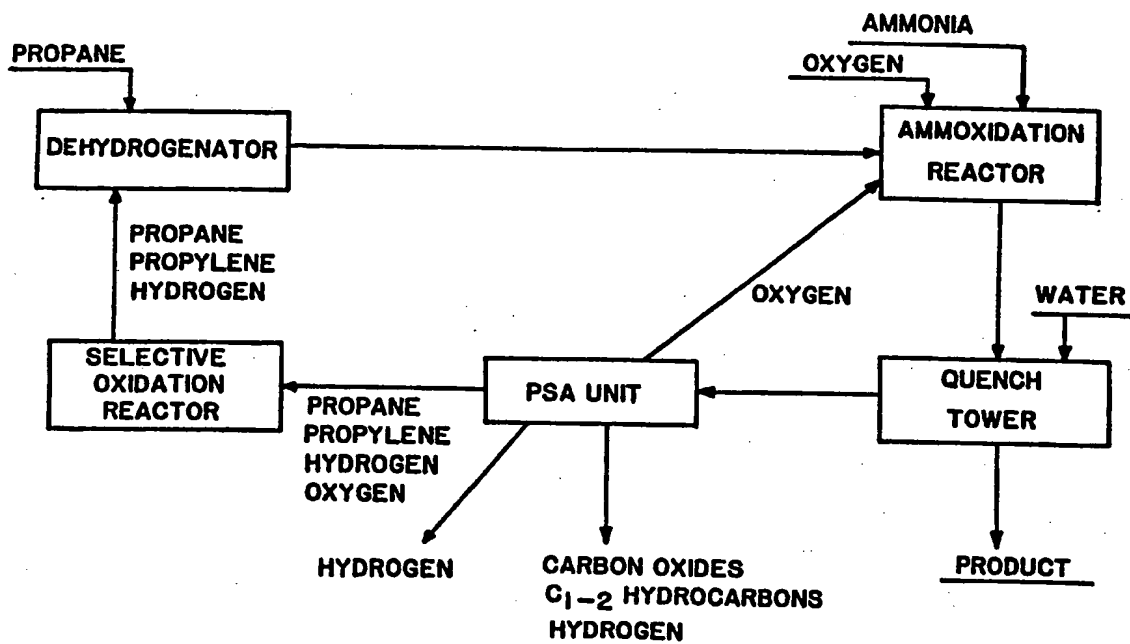 AMMONIA
PROPANE
OXYGEN
DEHYDROGENATOR
AMMOXIDATION
REACTOR
PROPANE
PROPYLENE
HYDROGEN
OXYGEN
WATER
SELECTIVE
OXIDATION
REACTOR
PSA UNIT
QUENCH
TOWER
PROPANE
PROPYLENE
HYDROGEN
OXYGEN
HYDROGEN
CARBON OXIDES
C1-2 HYDROCARBONS
HYDROGEN
PRODUCT